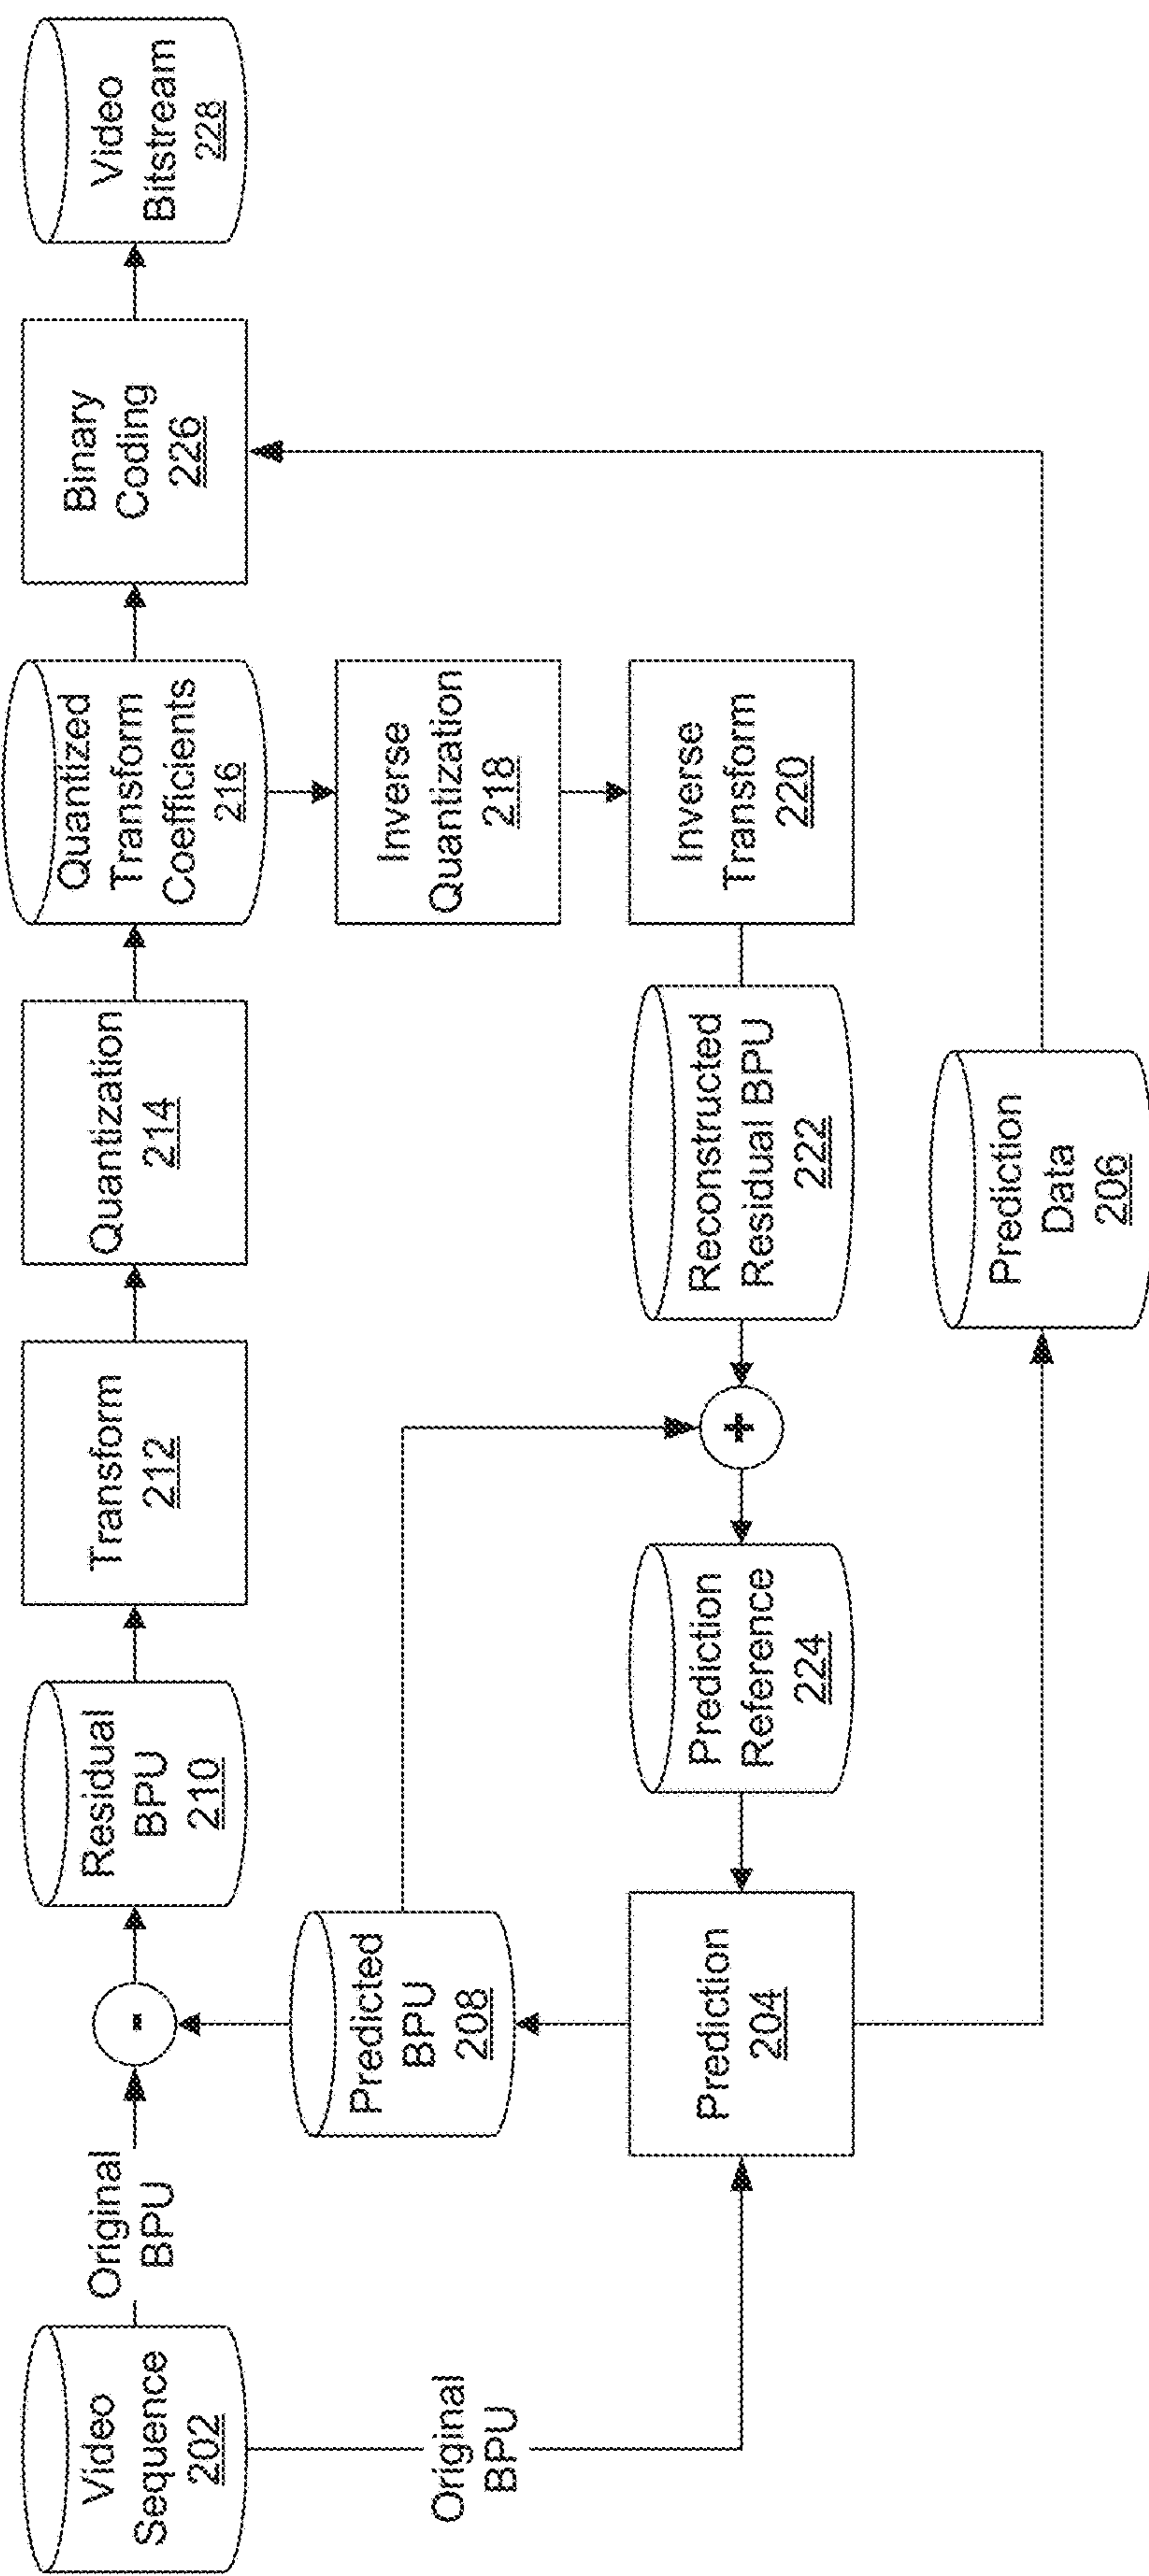 Video
Sequence
202
Original
BPU
-
Residual
BPU
210
Transform
212
Quantization
214
Quantized
Transform
Coefficients
216
Binary
Coding
226
Video
Bitstream
228
Original
BPU
Predicted
BPU
208
Inverse
Quantization
218
Prediction
204
Prediction
Reference
224
+
Reconstructed
Residual BPU
222
Inverse
Transform
220
Prediction
Data
206